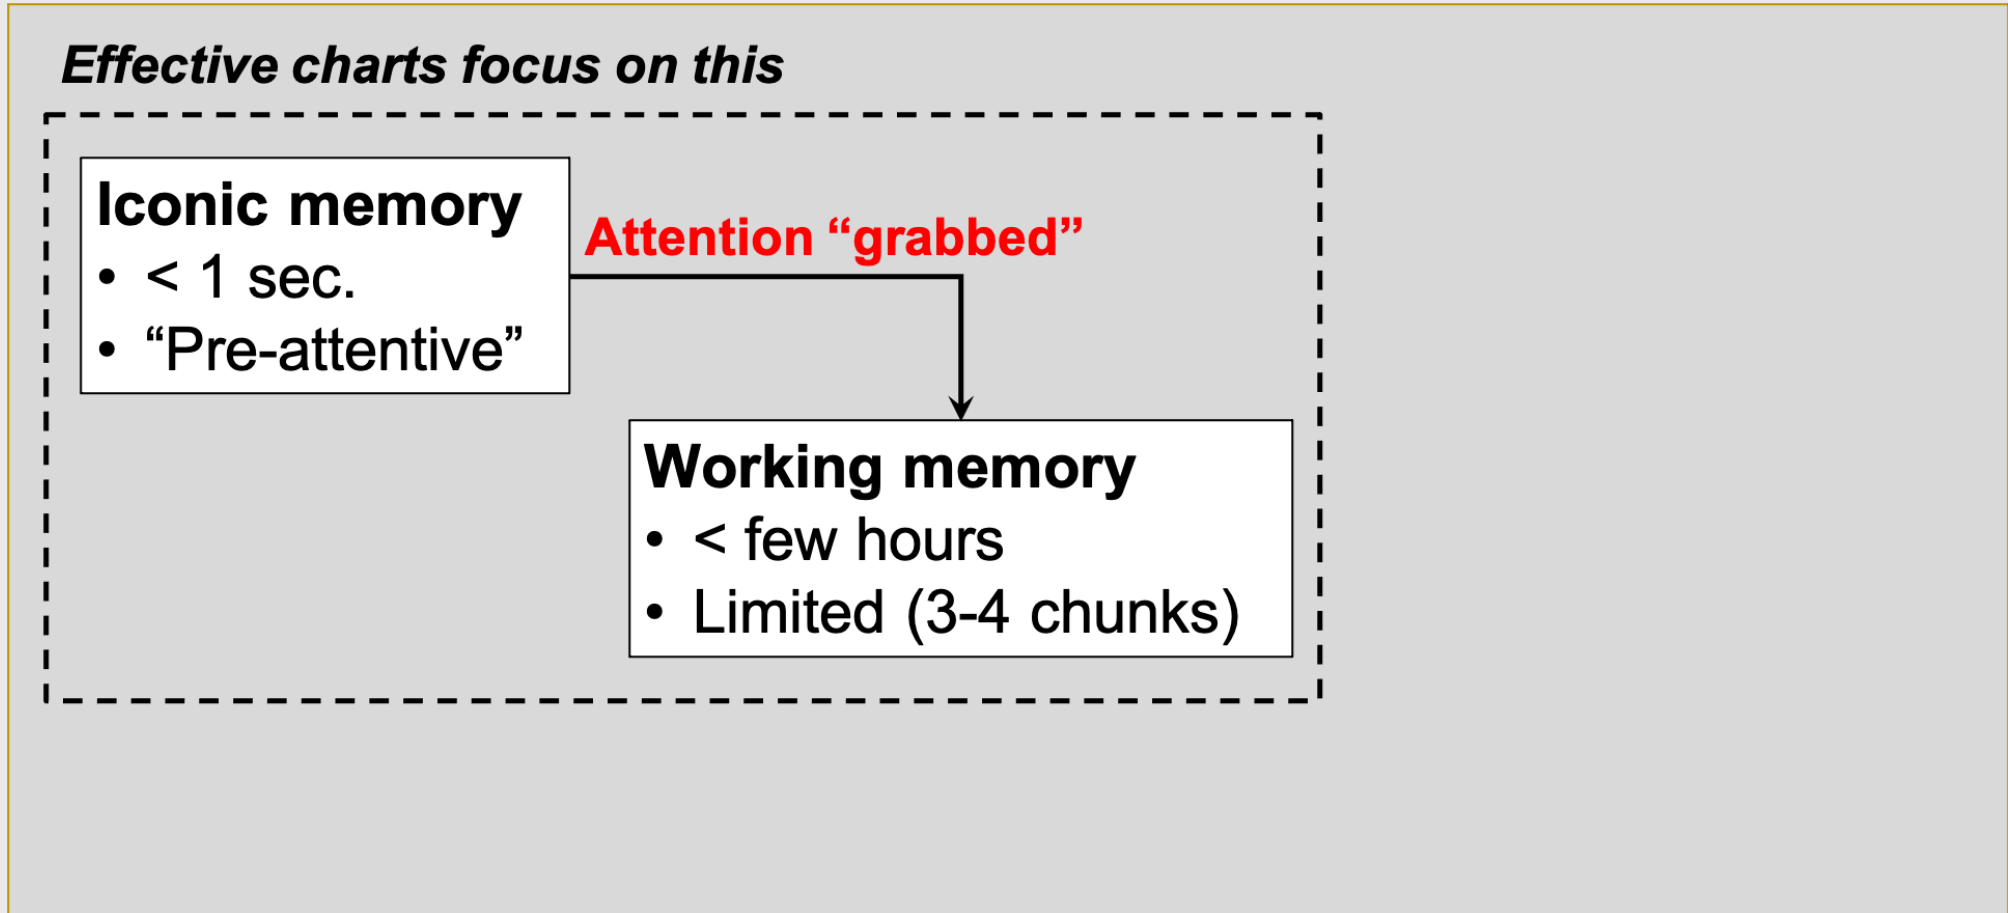 Effective charts focus on this
Iconic memory
• < 1 sec.
• “Pre-attentive”
Attention “grabbed”
Working memory
• < few hours
• Limited (3-4 chunks)